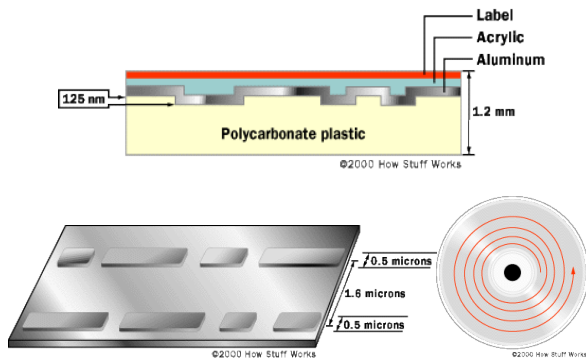 Label
Acrylic
Aluminum
125 nm
1.2 mm
Polycarbonate plastic
©2000 How Stuff Works
0.5 microns
1.6 microns
0.5 microns
©2000 How Stuff Works
©2000 How Stuff Works